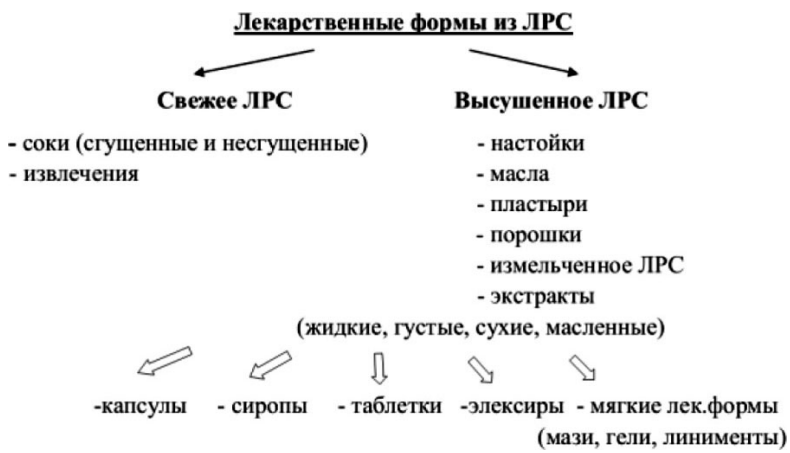 Лекарственные формы из ЛРС
Свежее ЛРС
- соки (сгущенные и несгущенные)
- извлечения
Высушенное ЛРС
- настойки
- масла
- пластыри
- порошки
- измельченное ЛРС
- экстракты
(жидкие, густые, сухие, масленные)
-капсулы - сиропы - таблетки -элексиры - мягкие лек.формы
(мази, гели, линименты)